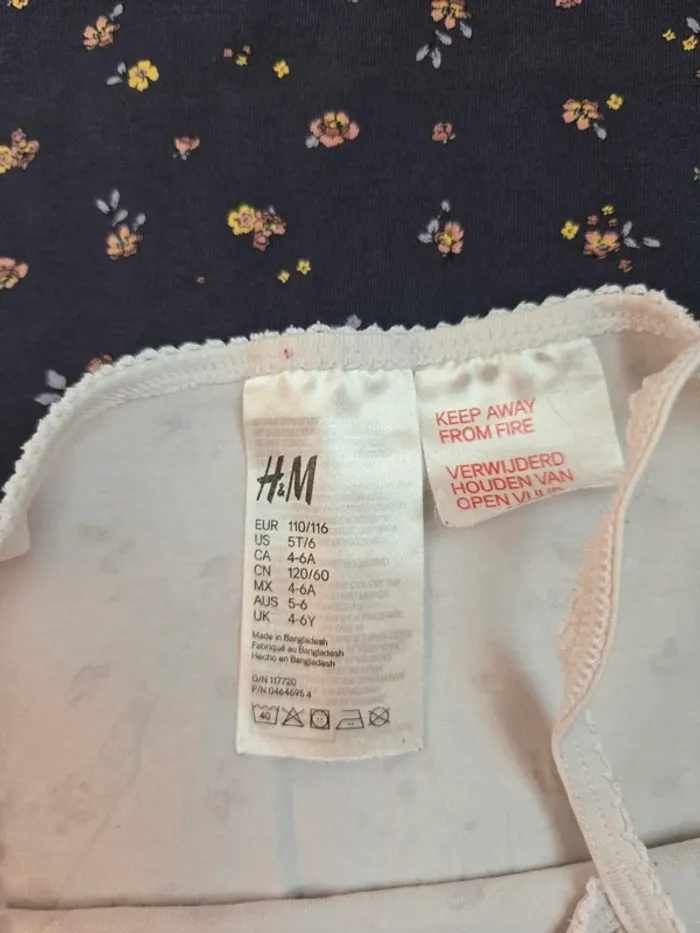 H&M
EUR 110/116
US 5T/6
CA 4-6A
CN 120/60
MX 4-6A
AUS 5-6
UK 4-6Y
Made in Bangladesh
Fabriqué au Bangladesh
Hecho en Bangladesh
O/N 117720
P/N 0464695 4
40
KEEP AWAY
FROM FIRE
VERWIJDERD
HOUDEN VAN
OPEN VUUR